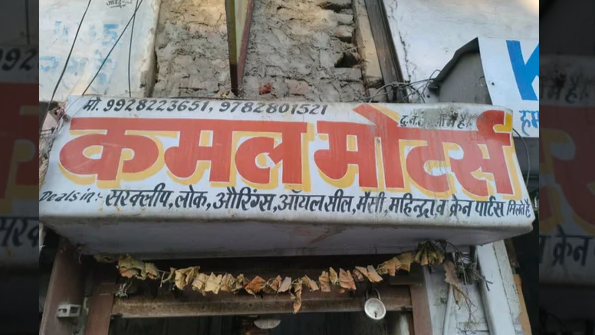 मो. 9928223651, 9782801521
कमल मोटर्स
Deals in:- सरक्लीप, लोक, औरिंग्स, ऑयल सील, मैसी, महिन्द्रा, व क्रेन पार्टस मिलते है